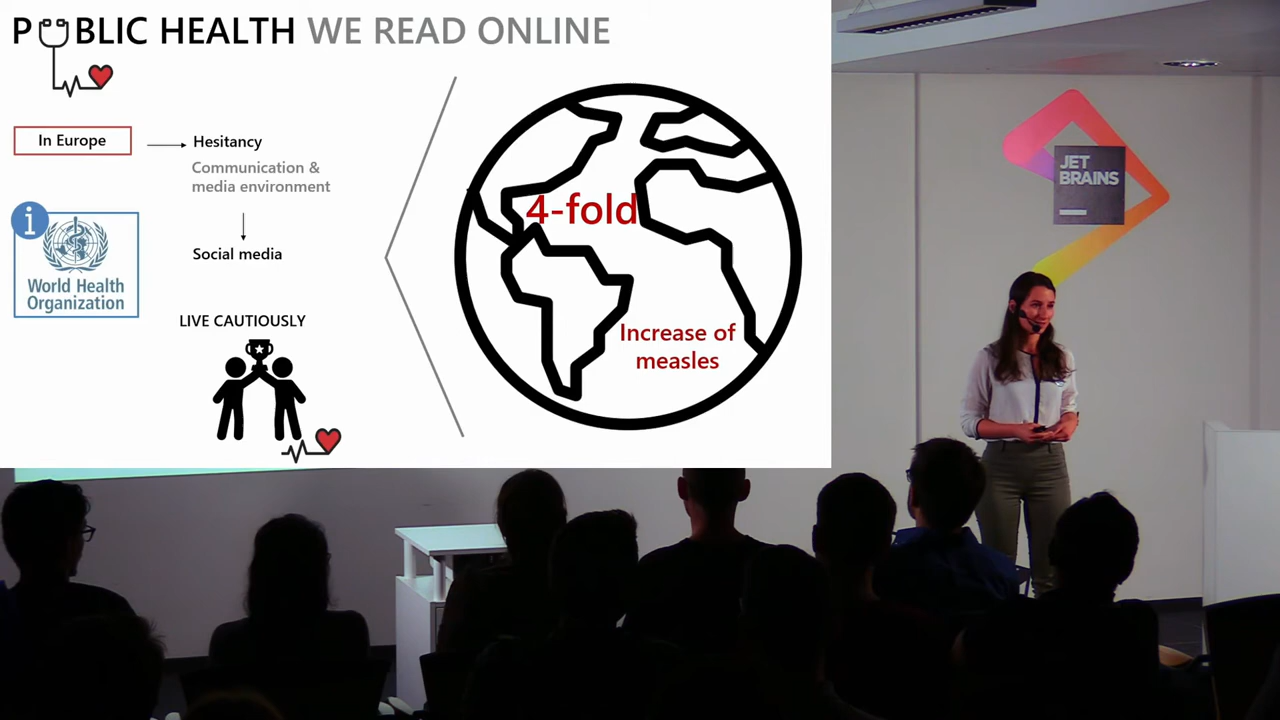 PUBLIC HEALTH WE READ ONLINE
In Europe
Hesitancy
Communication &
media environment
i
World Health
Organization
Social media
LIVE CAUTIOUSLY
4-fold
Increase of
measles
JET
BRAINS